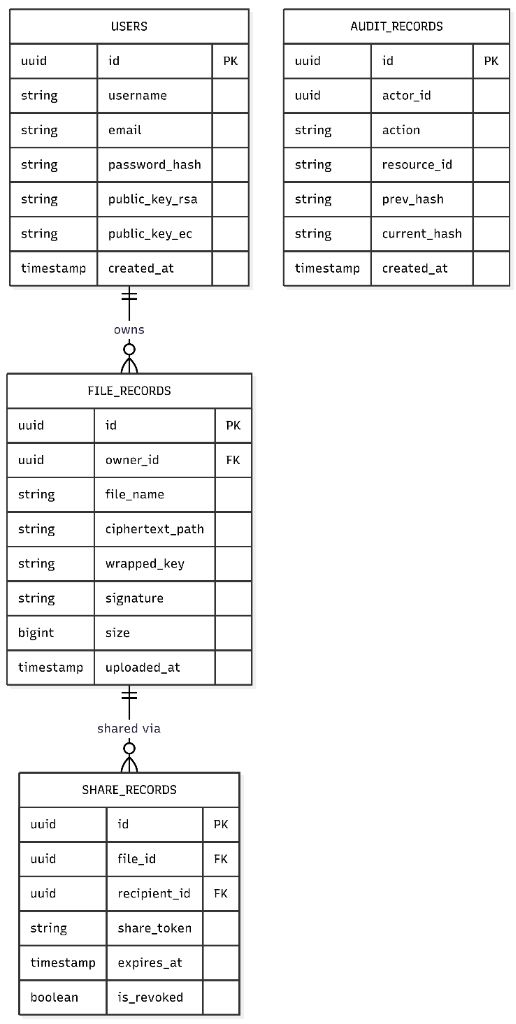 USERS
uuid id PK
string username
string email
string password_hash
string public_key_rsa
string public_key_ec
timestamp created_at
AUDIT_RECORDS
uuid id PK
uuid actor_id
string action
string resource_id
string prev_hash
string current_hash
timestamp created_at
owns
FILE_RECORDS
uuid id PK
uuid owner_id FK
string file_name
string ciphertext_path
string wrapped_key
string signature
bigint size
timestamp uploaded_at
shared via
SHARE_RECORDS
uuid id PK
uuid file_id FK
uuid recipient_id FK
string share_token
timestamp expires_at
boolean is_revoked